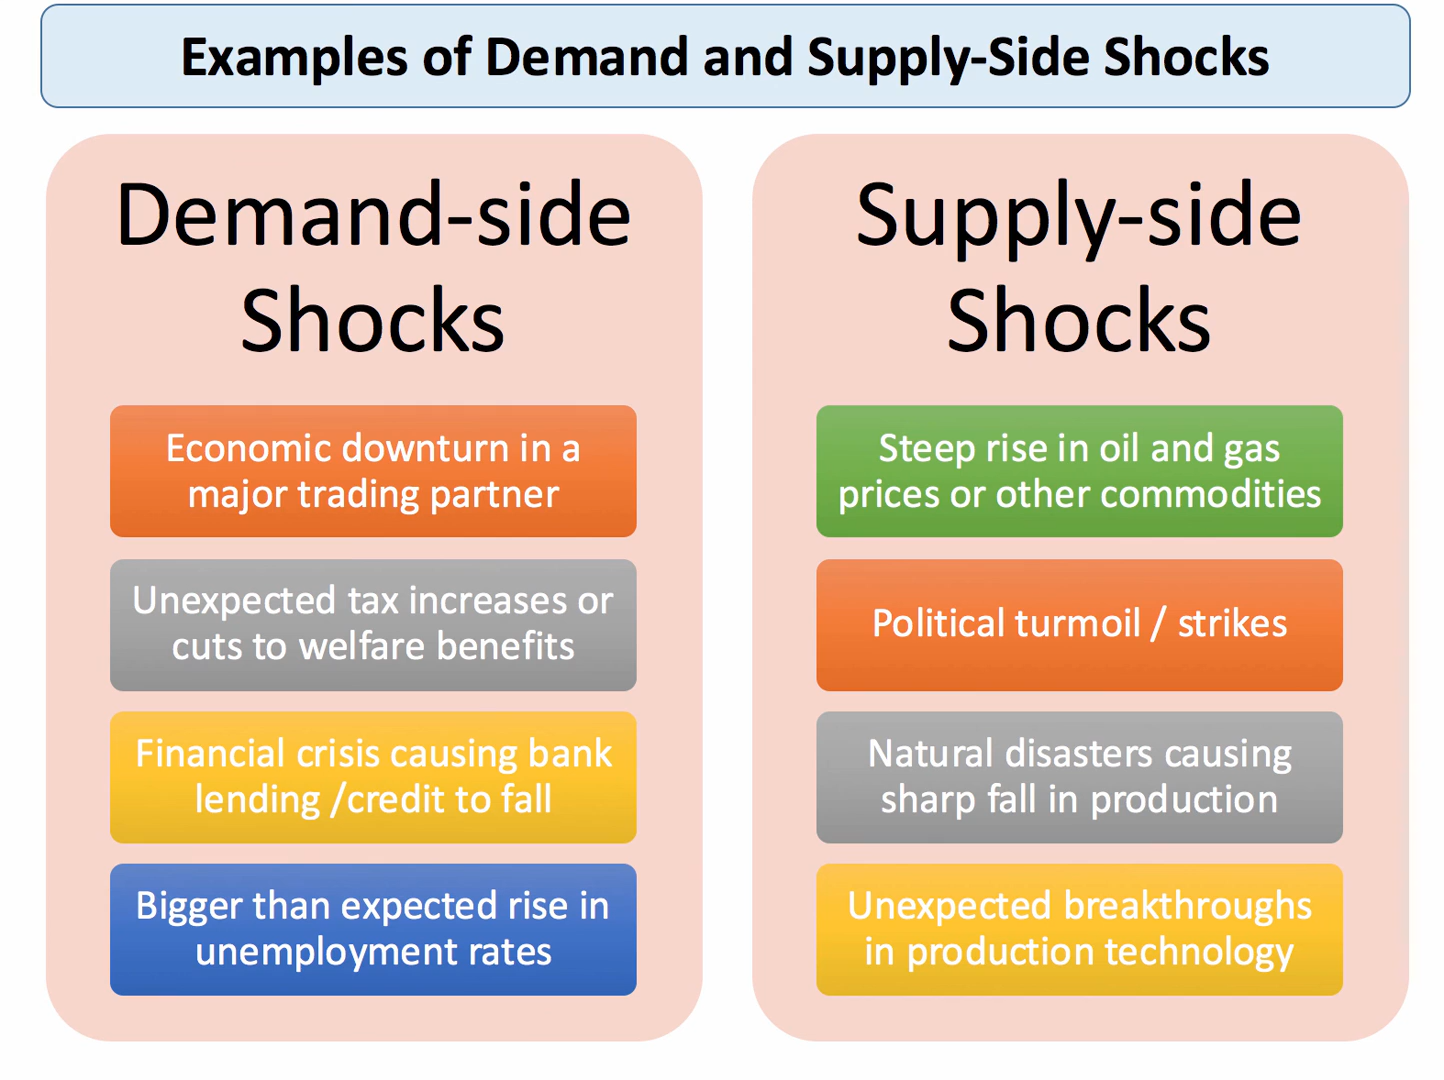 Examples of Demand and Supply-Side Shocks
Demand-side
Shocks
Economic downturn in a
major trading partner
Unexpected tax increases or
cuts to welfare benefits
Financial crisis causing bank
lending /credit to fall
Bigger than expected rise in
unemployment rates
Supply-side
Shocks
Steep rise in oil and gas
prices or other commodities
Political turmoil / strikes
Natural disasters causing
sharp fall in production
Unexpected breakthroughs
in production technology